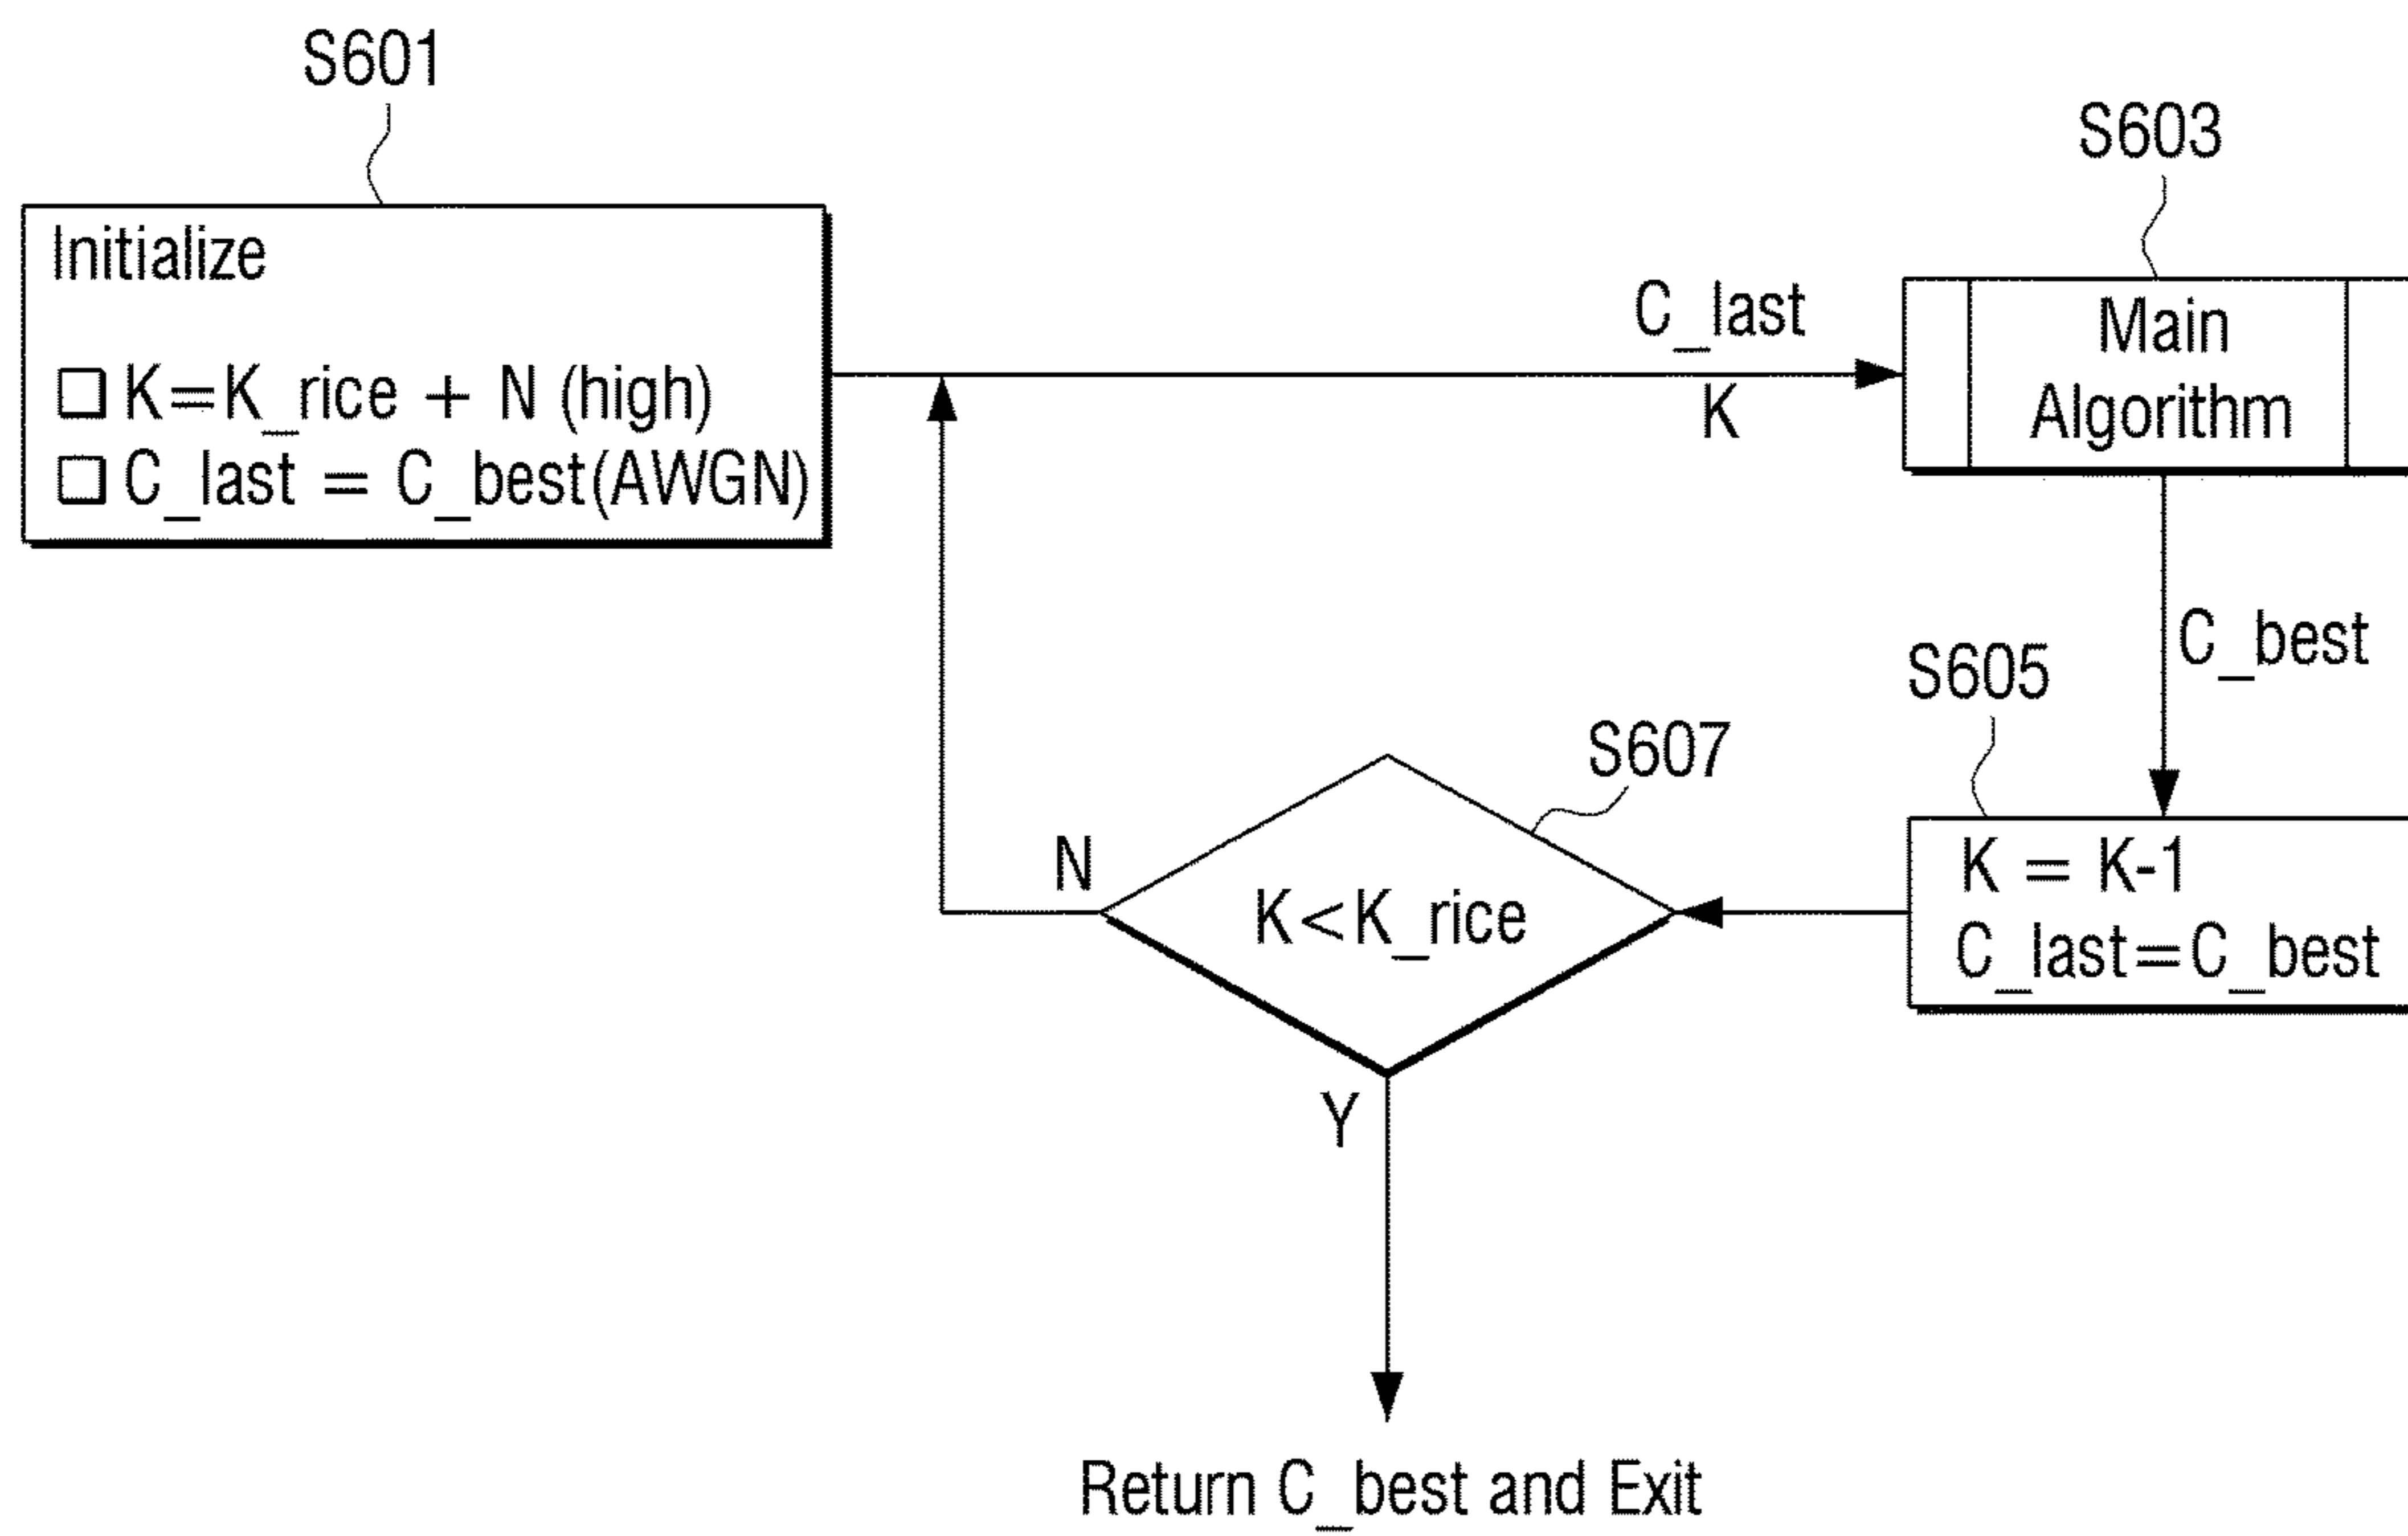 S601
Initialize
K=K_rice + N (high)
C_last = C_best(AWGN)
C_last
K
S603
Main
Algorithm
C_best
S605
K = K-1
C_last=C_best
S607
K<K_rice
N
Y
Return C_best and Exit